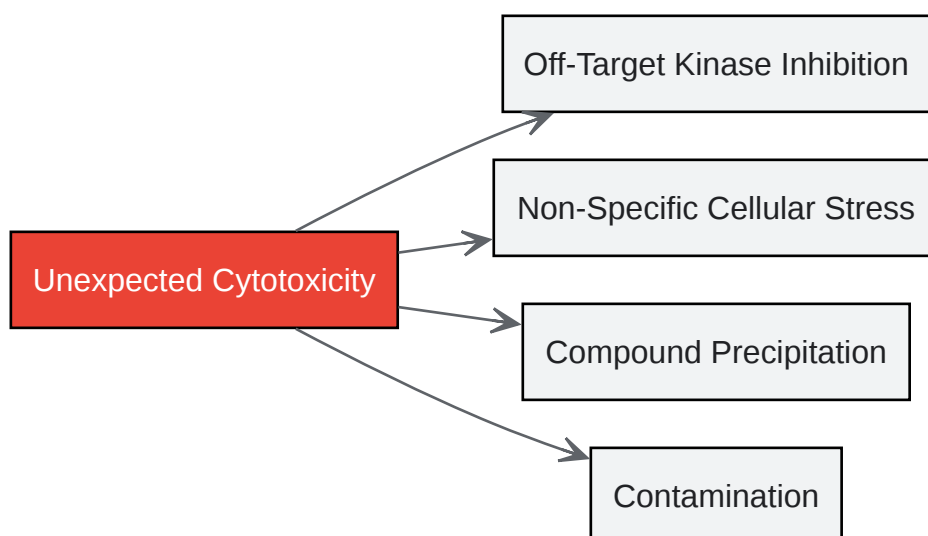 Off-Target Kinase Inhibition
Non-Specific Cellular Stress
Unexpected Cytotoxicity
Compound Precipitation
Contamination